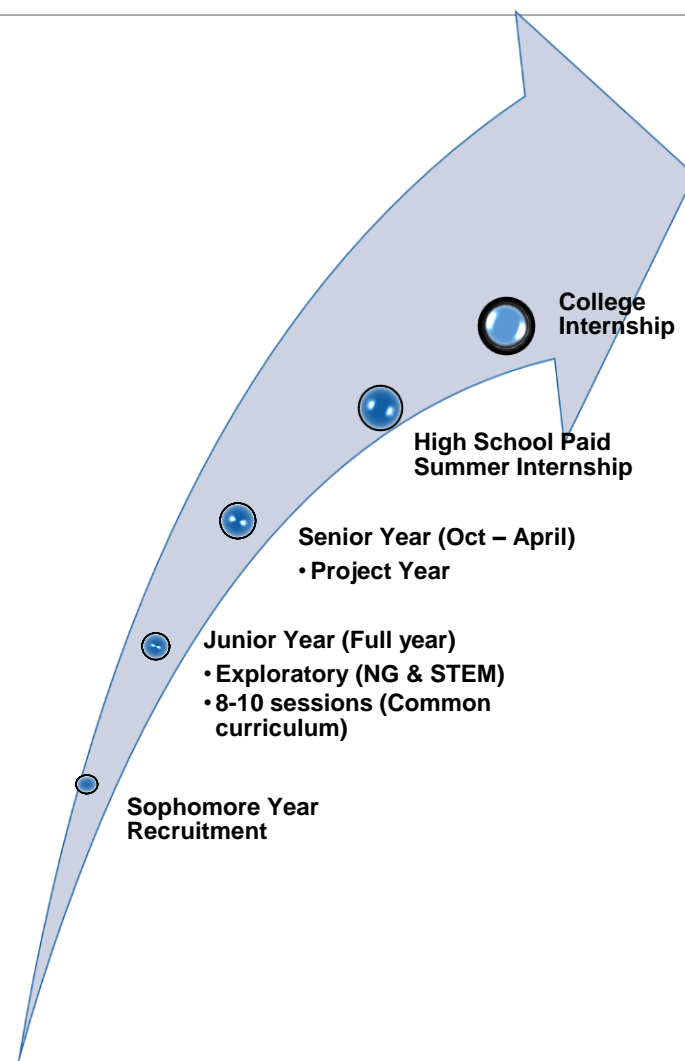 College
Internship
High School Paid
Summer Internship
Senior Year (Oct – April)
• Project Year
Junior Year (Full year)
• Exploratory (NG & STEM)
• 8-10 sessions (Common
curriculum)
Sophomore Year
Recruitment